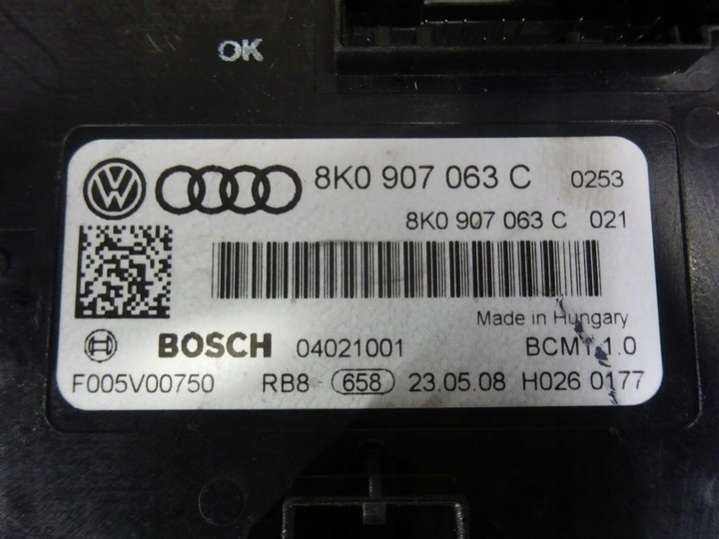 OK
8K0 907 063 C 0253
8K0 907 063 C 021
Made in Hungary
BOSCH 04021001 BCM1 1.0
F005V00750 RB8 658 23.05.08 H026 0177